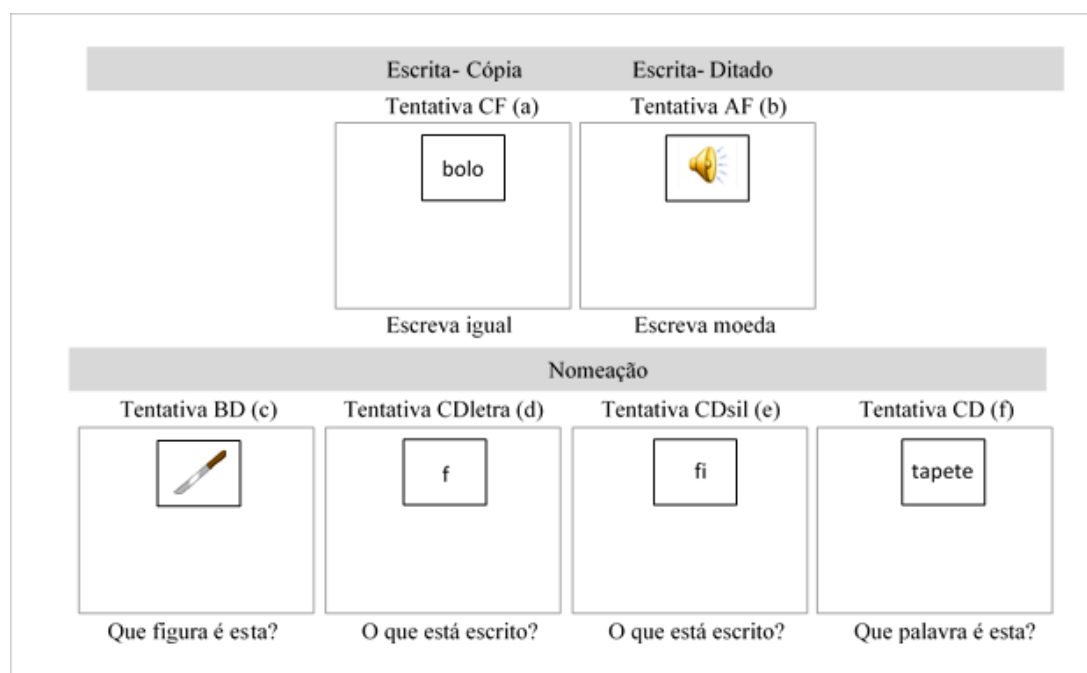 Escrita- Cópia Escrita- Ditado
Tentativa CF (a) Tentativa AF (b)
bolo
Escreva igual Escreva moeda
Nomeação
Tentativa BD (c) Tentativa CDletra (d) Tentativa CDsil (e) Tentativa CD (f)
f fi tapete
Que figura é esta? O que está escrito? O que está escrito? Que palavra é esta?